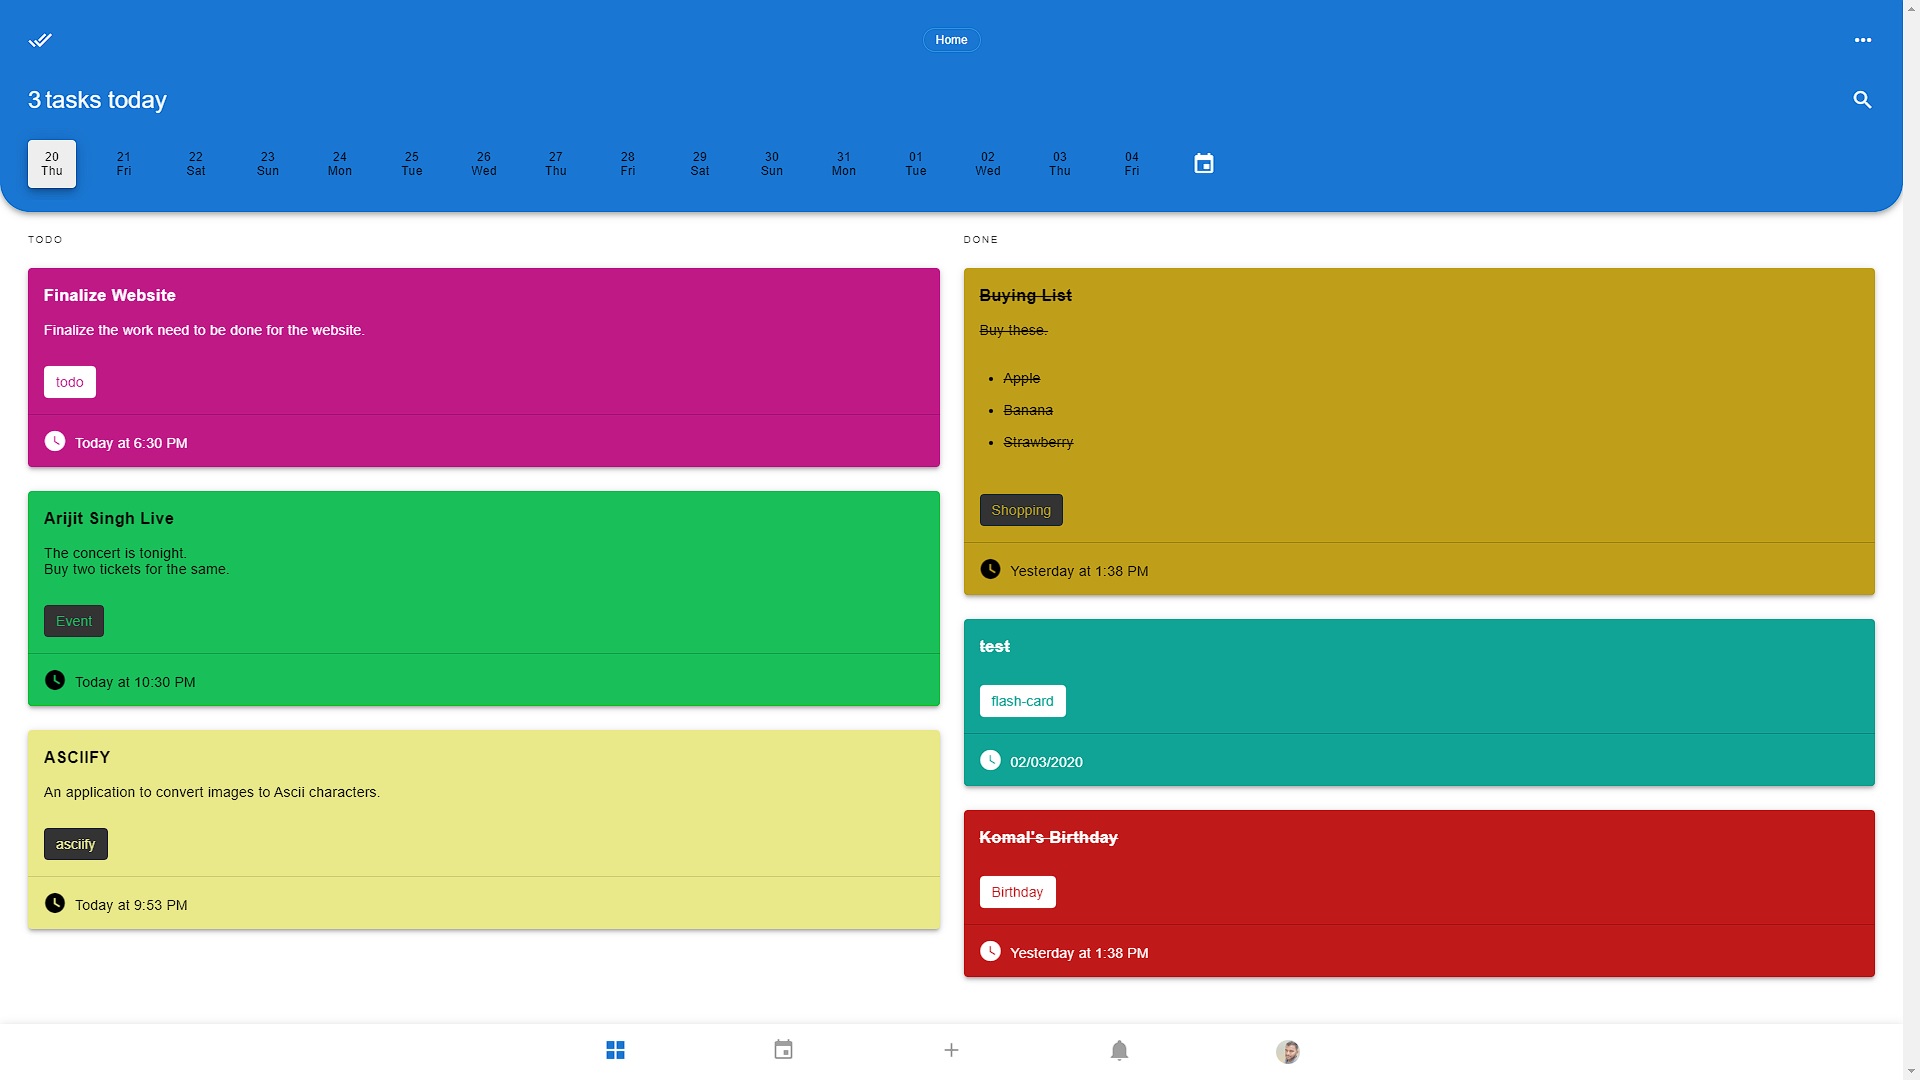 Home
3 tasks today
20 21 22 23 24 25 26 27 28 29 30 31 01 02 03 04
Thu Fri Sat Sun Mon Tue Wed Thu Fri Sat Sun Mon Tue Wed Thu Fri
TODO
Finalize Website
Finalize the work need to be done for the website.
todo
Today at 6:30 PM
Arijit Singh Live
The concert is tonight.
Buy two tickets for the same.
Event
Today at 10:30 PM
ASCIIFY
An application to convert images to Ascii characters.
asciify
Today at 9:53 PM
DONE
Buying List
Buy these.
Apple
Banana
Strawberry
Shopping
Yesterday at 1:38 PM
test
flash-card
02/03/2020
Komal's Birthday
Birthday
Yesterday at 1:38 PM